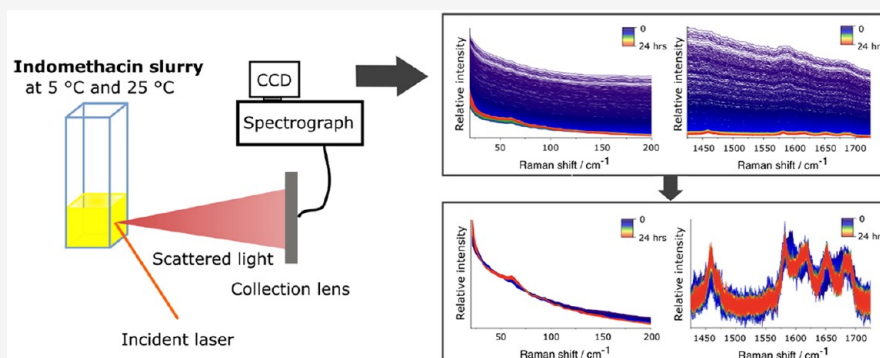 Indomethacin slurry
at 5 °C and 25 °C
CCD
Spectrograph
Scattered light
Collection lens
Incident laser
Relative intensity
0
24 hrs
50
100
150
200
Raman shift / cm⁻¹
Relative intensity
0
24 hrs
1450
1500
1550
1600
1650
1700
Raman shift / cm⁻¹
Relative intensity
0
24 hrs
50
100
150
200
Raman shift / cm⁻¹
Relative intensity
0
24 hrs
1450
1500
1550
1600
1650
1700
Raman shift / cm⁻¹